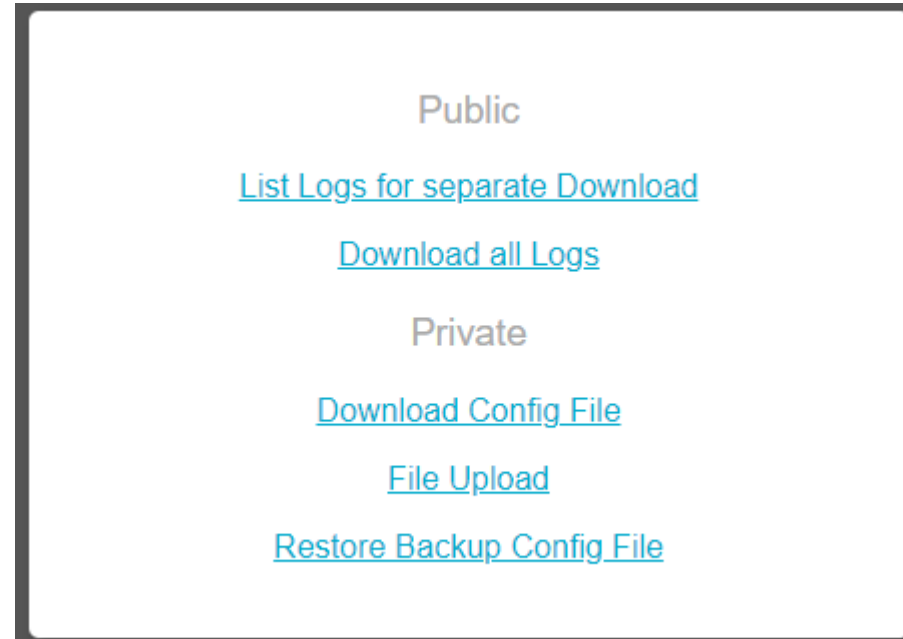 Public
List Logs for separate Download
Download all Logs
Private
Download Config File
File Upload
Restore Backup Config File